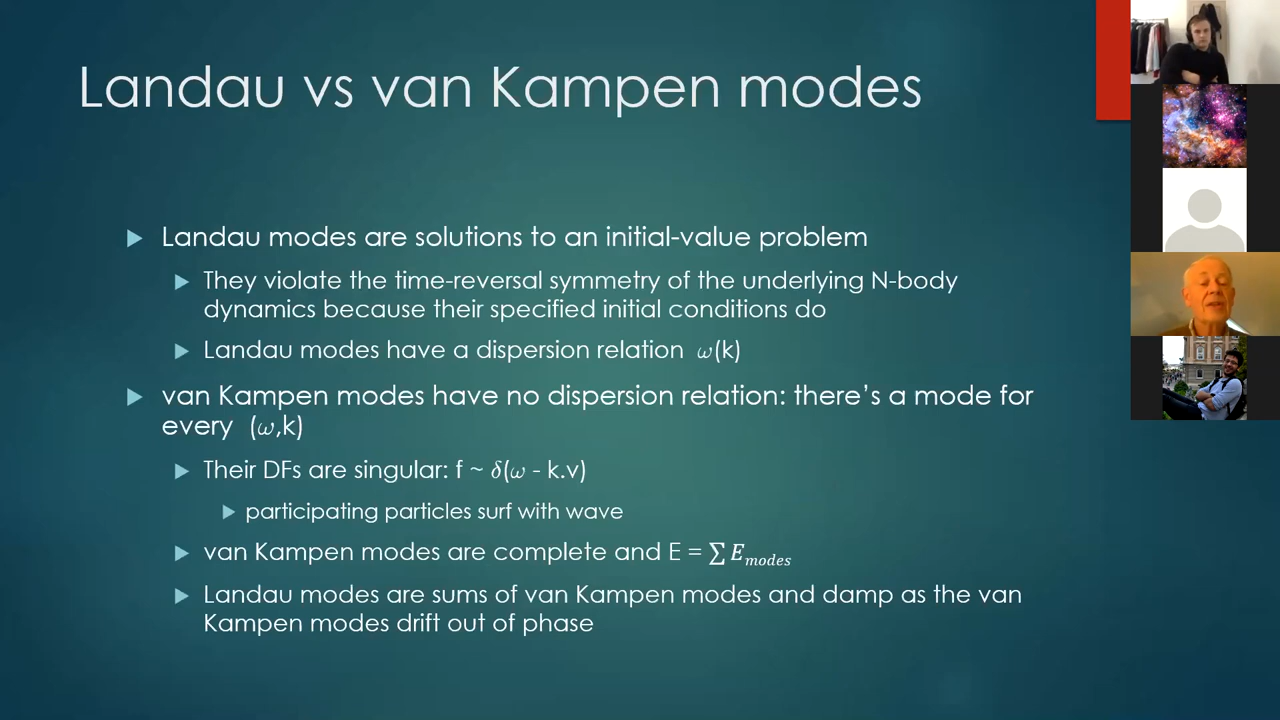 Landau vs van Kampen modes
Landau modes are solutions to an initial-value problem
They violate the time-reversal symmetry of the underlying N-body
dynamics because their specified initial conditions do
Landau modes have a dispersion relation ω(k)
van Kampen modes have no dispersion relation: there's a mode for
every (ω,k)
Their DFs are singular: f ~ δ(ω - k.v)
participating particles surf with wave
van Kampen modes are complete and E = ∑ E_modes
Landau modes are sums of van Kampen modes and damp as the van
Kampen modes drift out of phase